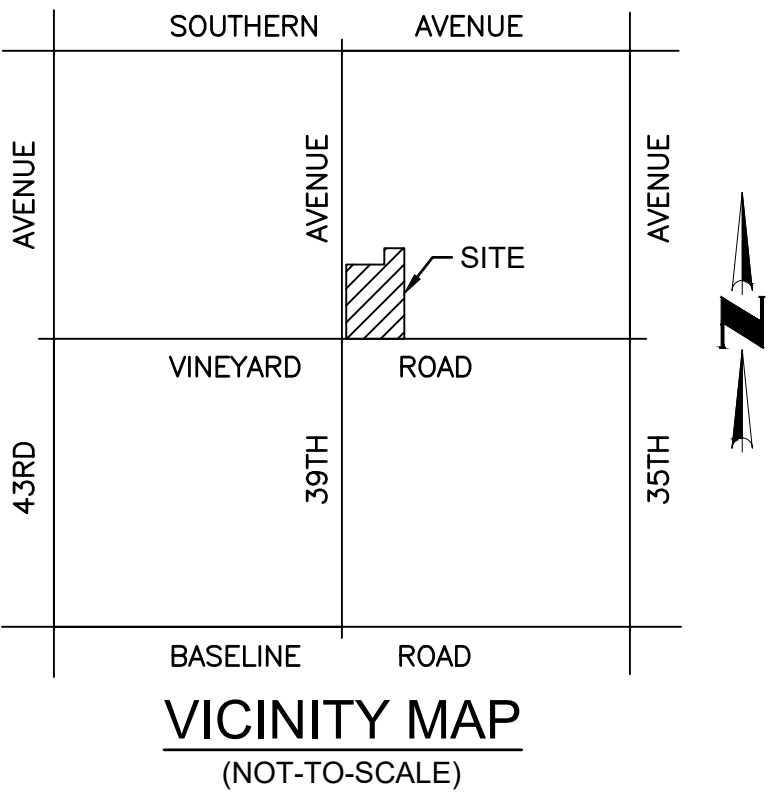 SOUTHERN AVENUE
AVENUE
AVENUE
AVENUE
SITE
N
VINEYARD ROAD
43RD
39TH
35TH
BASELINE ROAD
VICINITY MAP
(NOT-TO-SCALE)